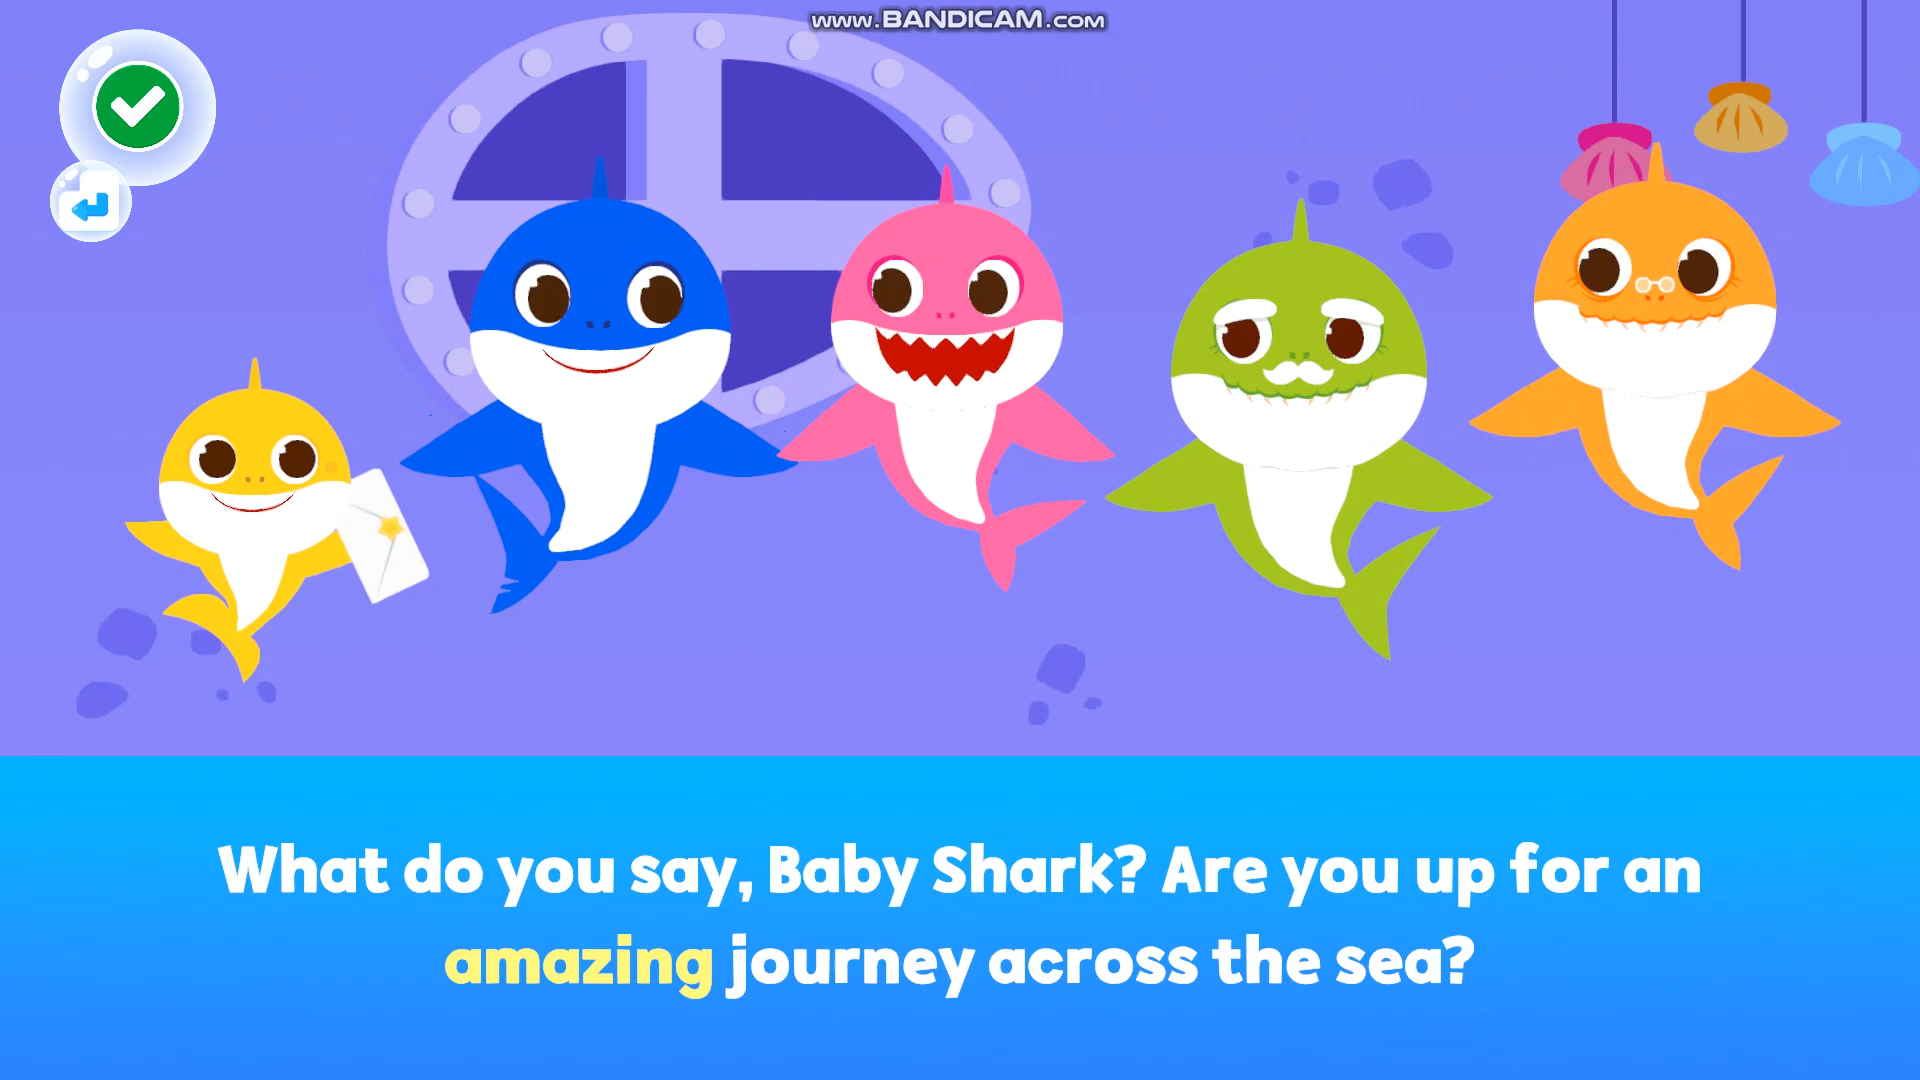 www.BANDICAM.com
What do you say, Baby Shark? Are you up for an
amazing journey across the sea?